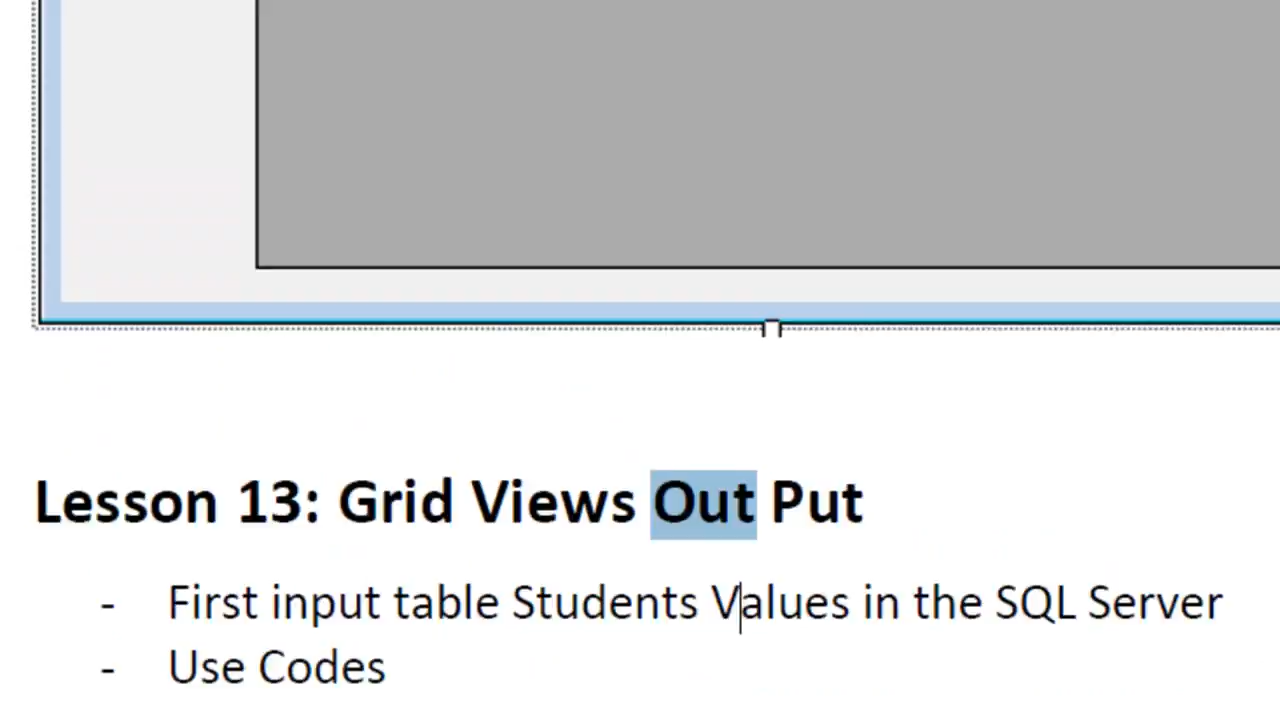 Lesson 13: Grid Views Out Put
- First input table Students Values in the SQL Server
- Use Codes